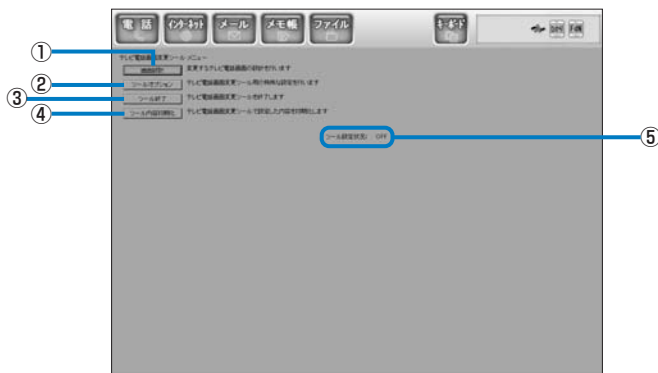 電話 インターネット メール メモ帳 ファイル キーボード
テレビ電話画面変更ツール メニュー
① 画面設計 変更するテレビ電話画面の設計を行います
② ツールオプション テレビ電話画面変更ツール用の特殊な設定を行います
③ ツール終了 テレビ電話画面変更ツールを終了します
④ ツール内容初期化 テレビ電話画面変更ツールで設定した内容を初期化します
ツール設定状況: OFF ⑤